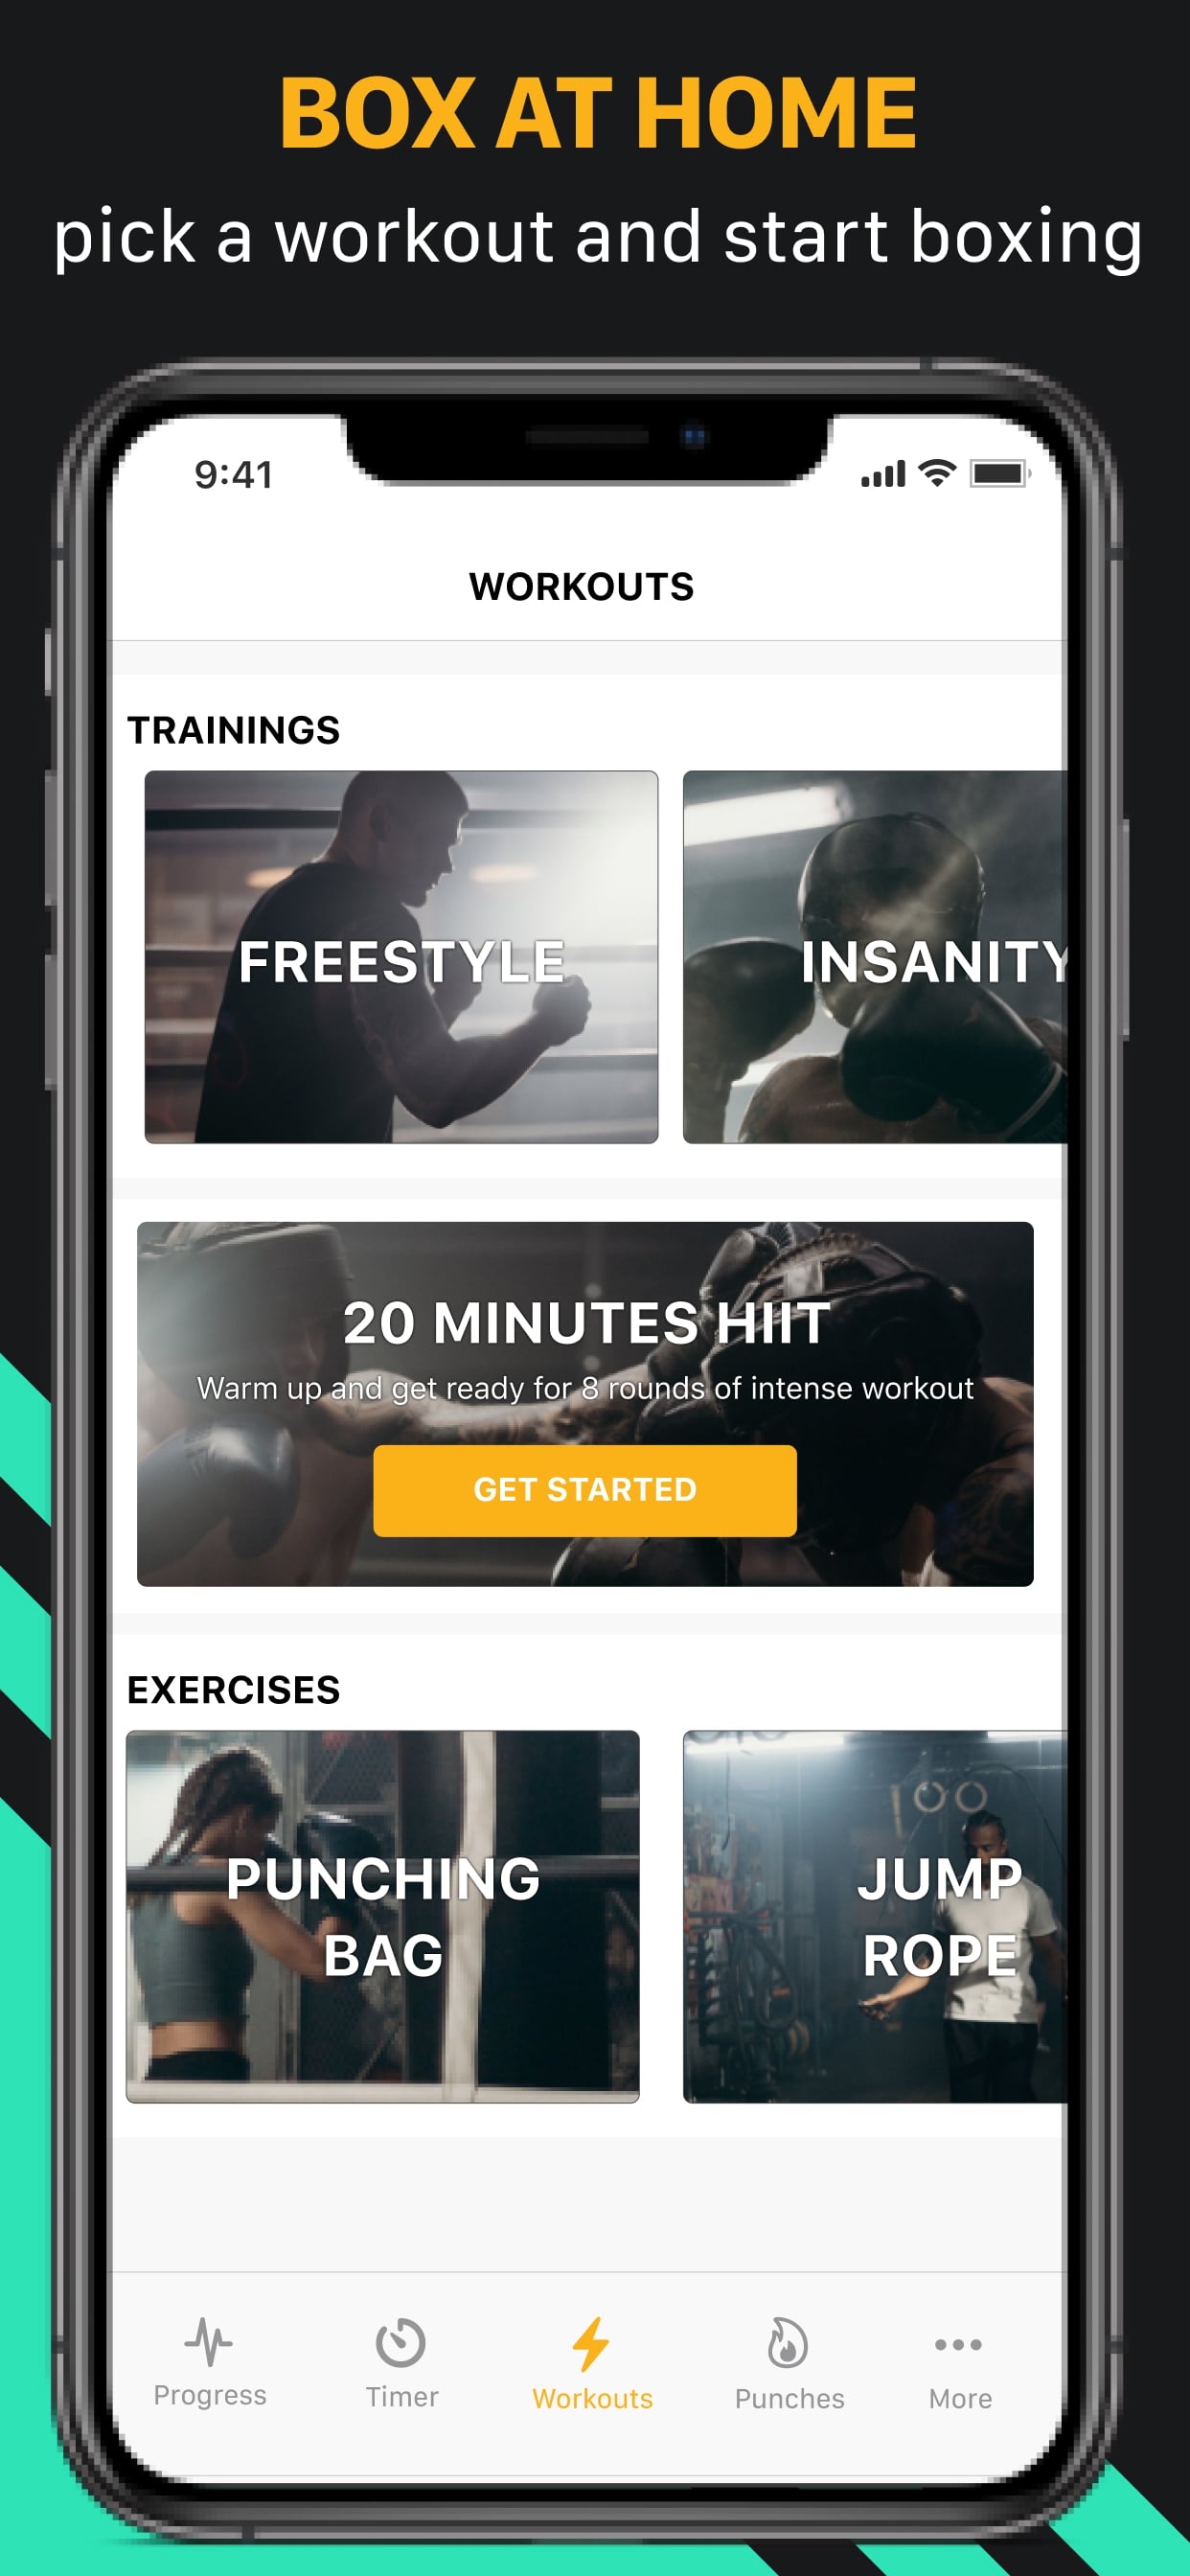 BOX AT HOME
pick a workout and start boxing
9:41
WORKOUTS
TRAININGS
FREESTYLE
INSANITY
20 MINUTES HIIT
Warm up and get ready for 8 rounds of intense workout
GET STARTED
EXERCISES
PUNCHING
BAG
JUMP
ROPE
Progress
Timer
Workouts
Punches
More